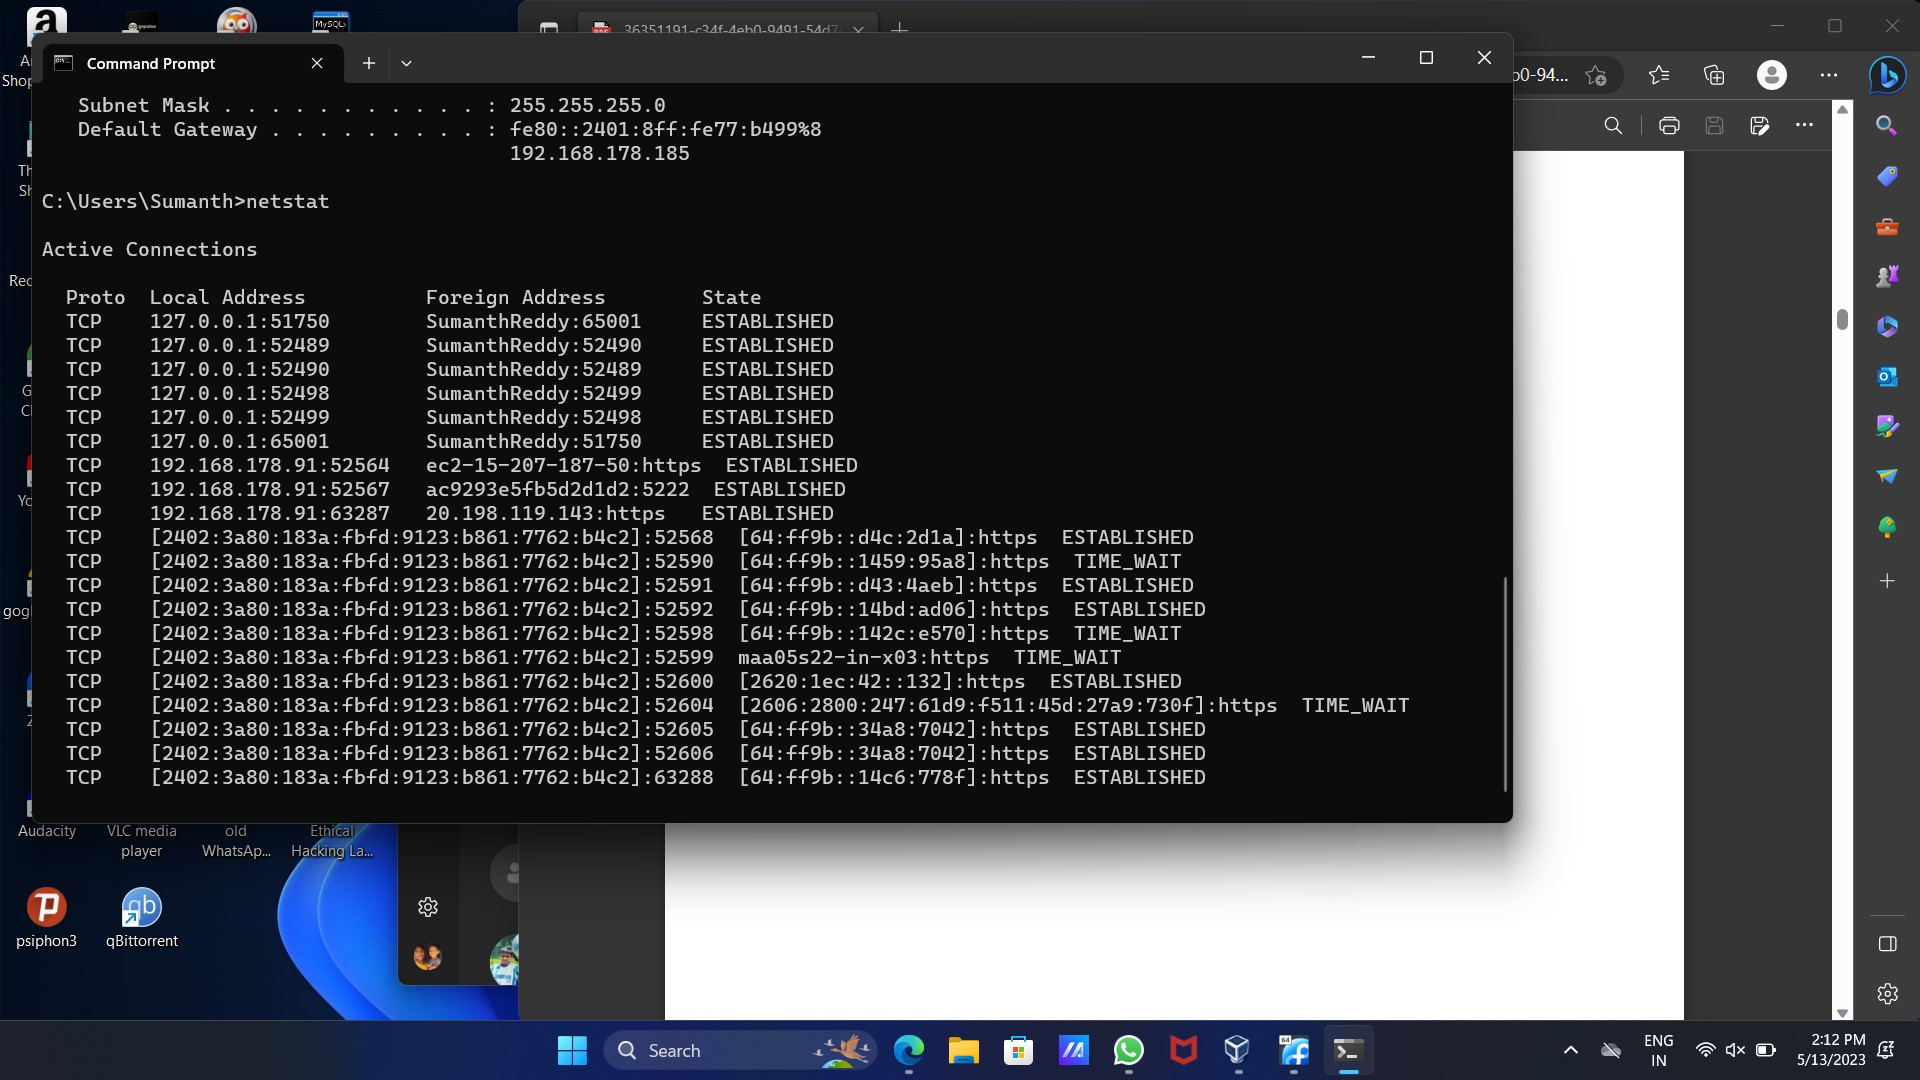 MySQL
36351191-c34f-4eb0-9491-54d7
Command Prompt
b0-94...
Subnet Mask . . . . . . . . . . . : 255.255.255.0
Default Gateway . . . . . . . . . : fe80::2401:8ff:fe77:b499%8
192.168.178.185
C:\Users\Sumanth>netstat
Active Connections
Proto Local Address Foreign Address State
TCP 127.0.0.1:51750 SumanthReddy:65001 ESTABLISHED
TCP 127.0.0.1:52489 SumanthReddy:52490 ESTABLISHED
TCP 127.0.0.1:52490 SumanthReddy:52489 ESTABLISHED
TCP 127.0.0.1:52498 SumanthReddy:52499 ESTABLISHED
TCP 127.0.0.1:52499 SumanthReddy:52498 ESTABLISHED
TCP 127.0.0.1:65001 SumanthReddy:51750 ESTABLISHED
TCP 192.168.178.91:52564 ec2-15-207-187-50:https ESTABLISHED
TCP 192.168.178.91:52567 ac9293e5fb5d2d1d2:5222 ESTABLISHED
TCP 192.168.178.91:63287 20.198.119.143:https ESTABLISHED
TCP [2402:3a80:183a:fbfd:9123:b861:7762:b4c2]:52568 [64:ff9b::d4c:2d1a]:https ESTABLISHED
TCP [2402:3a80:183a:fbfd:9123:b861:7762:b4c2]:52590 [64:ff9b::1459:95a8]:https TIME_WAIT
TCP [2402:3a80:183a:fbfd:9123:b861:7762:b4c2]:52591 [64:ff9b::d43:4aeb]:https ESTABLISHED
TCP [2402:3a80:183a:fbfd:9123:b861:7762:b4c2]:52592 [64:ff9b::14bd:ad06]:https ESTABLISHED
TCP [2402:3a80:183a:fbfd:9123:b861:7762:b4c2]:52598 [64:ff9b::142c:e570]:https TIME_WAIT
TCP [2402:3a80:183a:fbfd:9123:b861:7762:b4c2]:52599 maa05s22-in-x03:https TIME_WAIT
TCP [2402:3a80:183a:fbfd:9123:b861:7762:b4c2]:52600 [2620:1ec:42::132]:https ESTABLISHED
TCP [2402:3a80:183a:fbfd:9123:b861:7762:b4c2]:52604 [2606:2800:247:61d9:f511:45d:27a9:730f]:https TIME_WAIT
TCP [2402:3a80:183a:fbfd:9123:b861:7762:b4c2]:52605 [64:ff9b::34a8:7042]:https ESTABLISHED
TCP [2402:3a80:183a:fbfd:9123:b861:7762:b4c2]:52606 [64:ff9b::34a8:7042]:https ESTABLISHED
TCP [2402:3a80:183a:fbfd:9123:b861:7762:b4c2]:63288 [64:ff9b::14c6:778f]:https ESTABLISHED
Audacity
VLC media player
old WhatsAp...
Ethical Hacking La...
psiphon3
qBittorrent
Search
ENG
IN
2:12 PM
5/13/2023